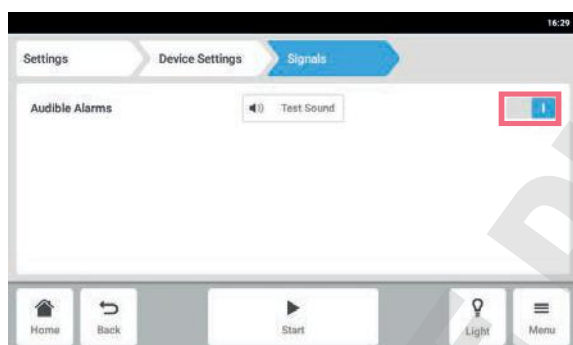 16:29
Settings Device Settings Signals
Audible Alarms Test Sound I
Home Back Start Light Menu